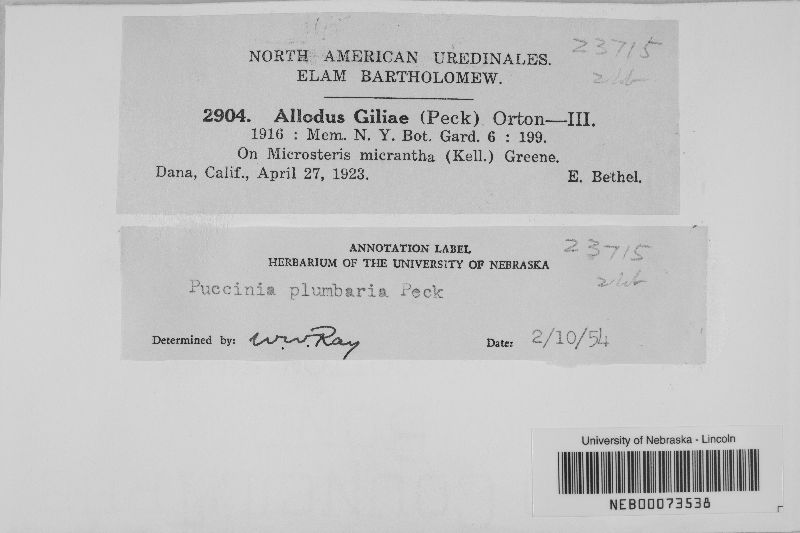 NORTH AMERICAN UREDINALES.
ELAM BARTHOLOMEW.
23715
2904. Allodus Giliae (Peck) Orton—III.
1916 : Mem. N. Y. Bot. Gard. 6 : 199.
On Microsteris micrantha (Kell.) Greene.
Dana, Calif., April 27, 1923. E. Bethel.
ANNOTATION LABEL
HERBARIUM OF THE UNIVERSITY OF NEBRASKA
23715
Puccinia plumbaria Peck
Determined by: W.W. Ray Date: 2/10/54
University of Nebraska - Lincoln
NEB00073538